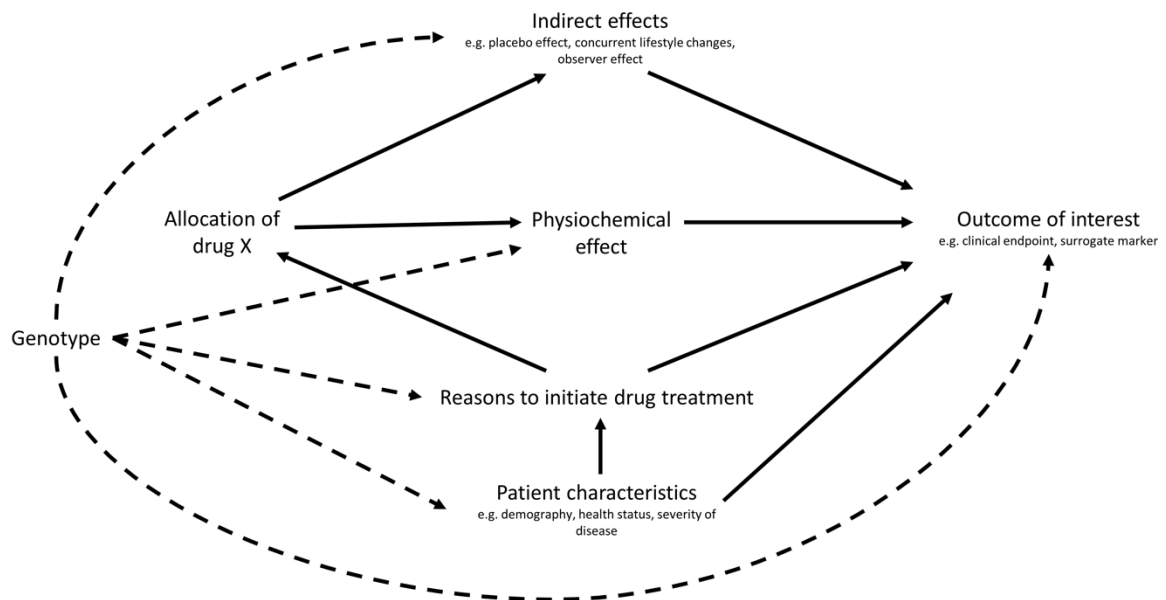 Indirect effects
e.g. placebo effect, concurrent lifestyle changes,
observer effect
Allocation of
drug X
Physiochemical
effect
Outcome of interest
e.g. clinical endpoint, surrogate marker
Genotype
Reasons to initiate drug treatment
Patient characteristics
e.g. demography, health status, severity of
disease